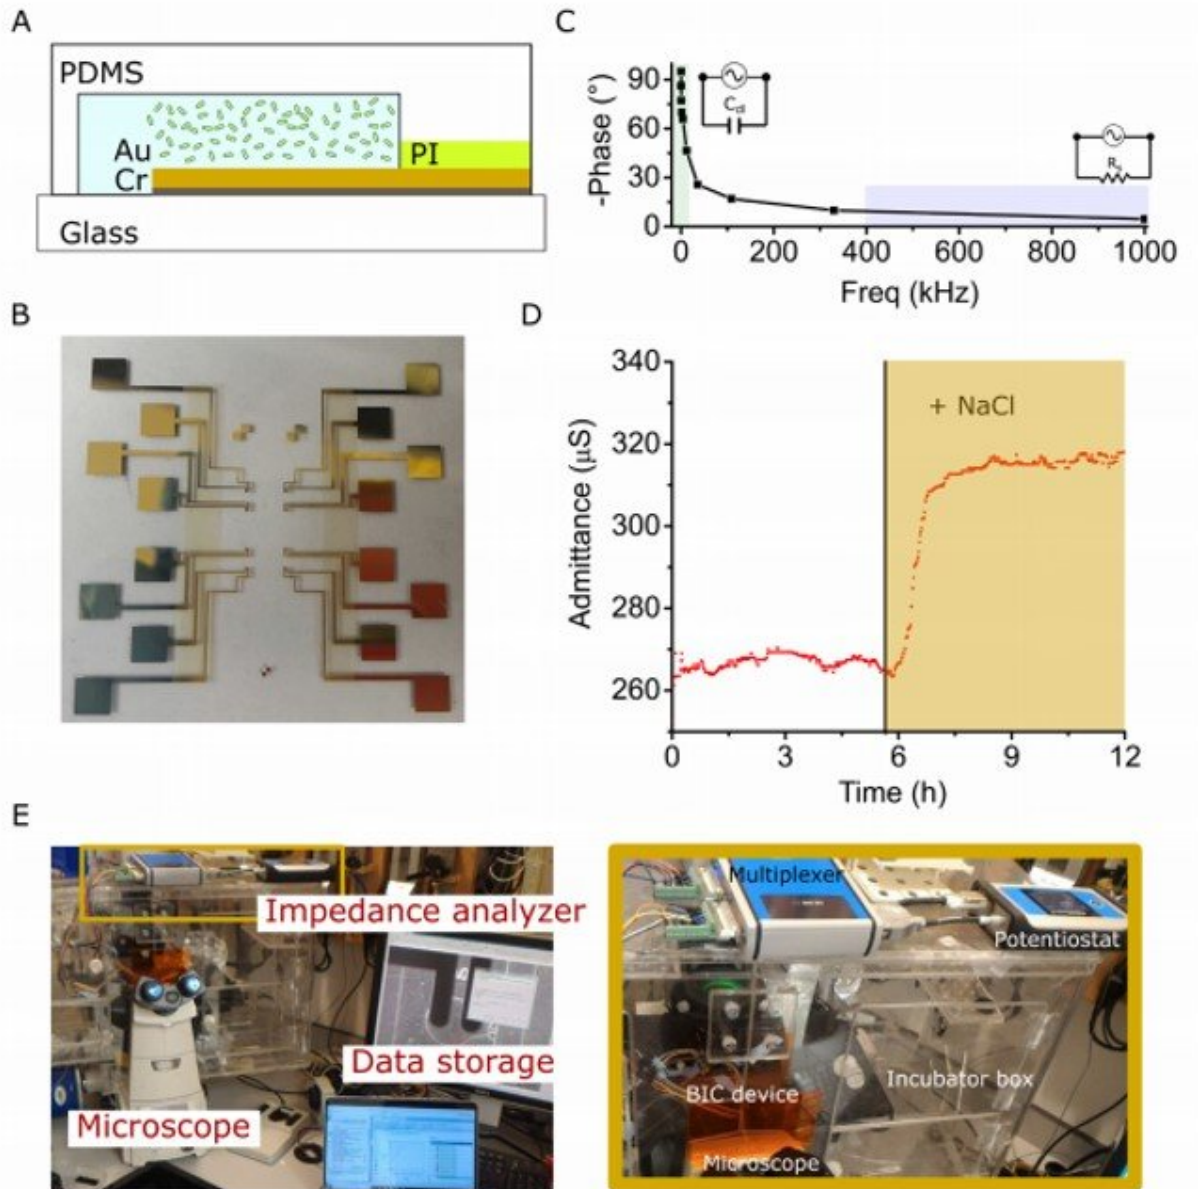 A
PDMS
Au
Cr
PI
Glass
B
C
-Phase (°)
90
60
30
0
0 200 400 600 800 1000
Freq (kHz)
D
Admittance (µS)
340
320
300
280
260
+ NaCl
0 3 6 9 12
Time (h)
E
Impedance analyzer
Data storage
Microscope
Multiplexer
Potentiostat
BIC device
Incubator box
Microscope